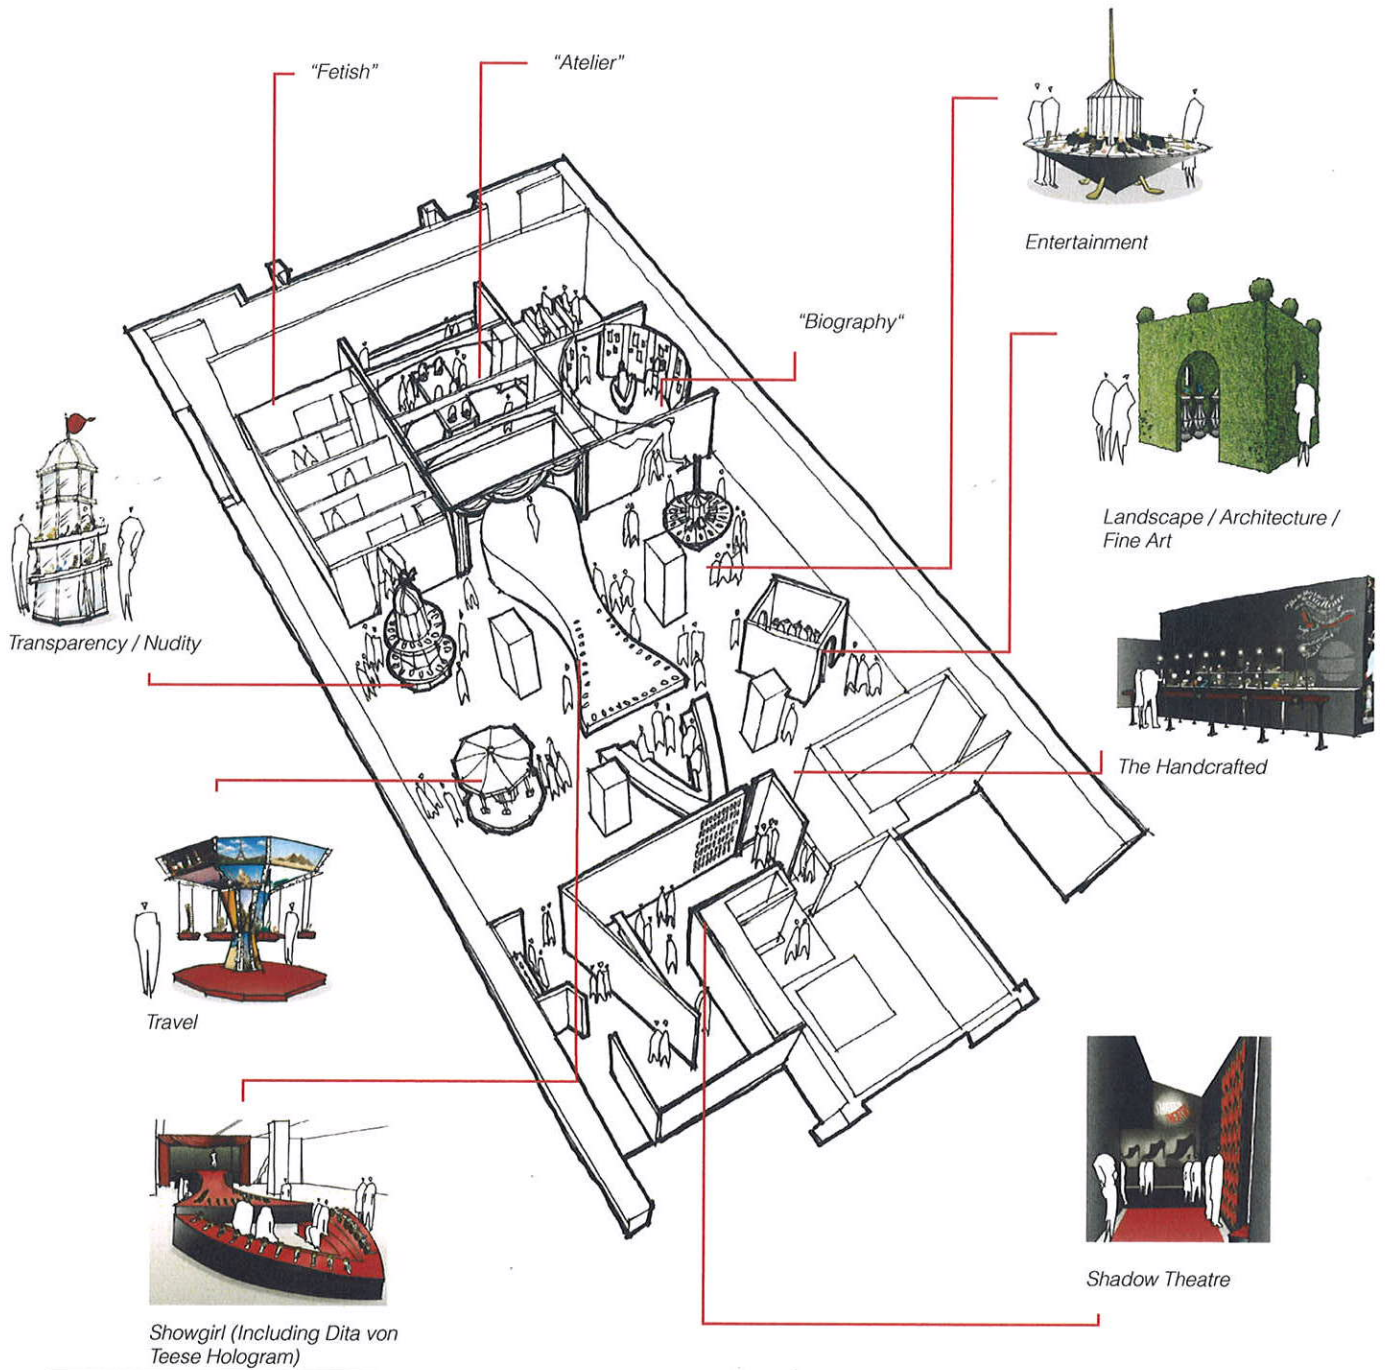 "Fetish"
"Atelier"
Entertainment
"Biography"
Landscape / Architecture /
Fine Art
Transparency / Nudity
The Handcrafted
Travel
Shadow Theatre
Showgirl (Including Dita von
Teese Hologram)